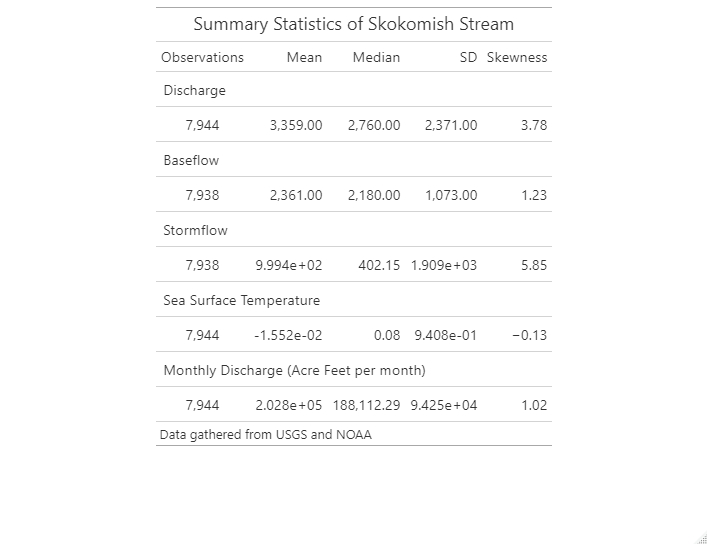 Summary Statistics of Skokomish Stream
Observations Mean Median SD Skewness
Discharge
7,944 3,359.00 2,760.00 2,371.00 3.78
Baseflow
7,938 2,361.00 2,180.00 1,073.00 1.23
Stormflow
7,938 9.994e+02 402.15 1.909e+03 5.85
Sea Surface Temperature
7,944 -1.552e-02 0.08 9.408e-01 −0.13
Monthly Discharge (Acre Feet per month)
7,944 2.028e+05 188,112.29 9.425e+04 1.02
Data gathered from USGS and NOAA